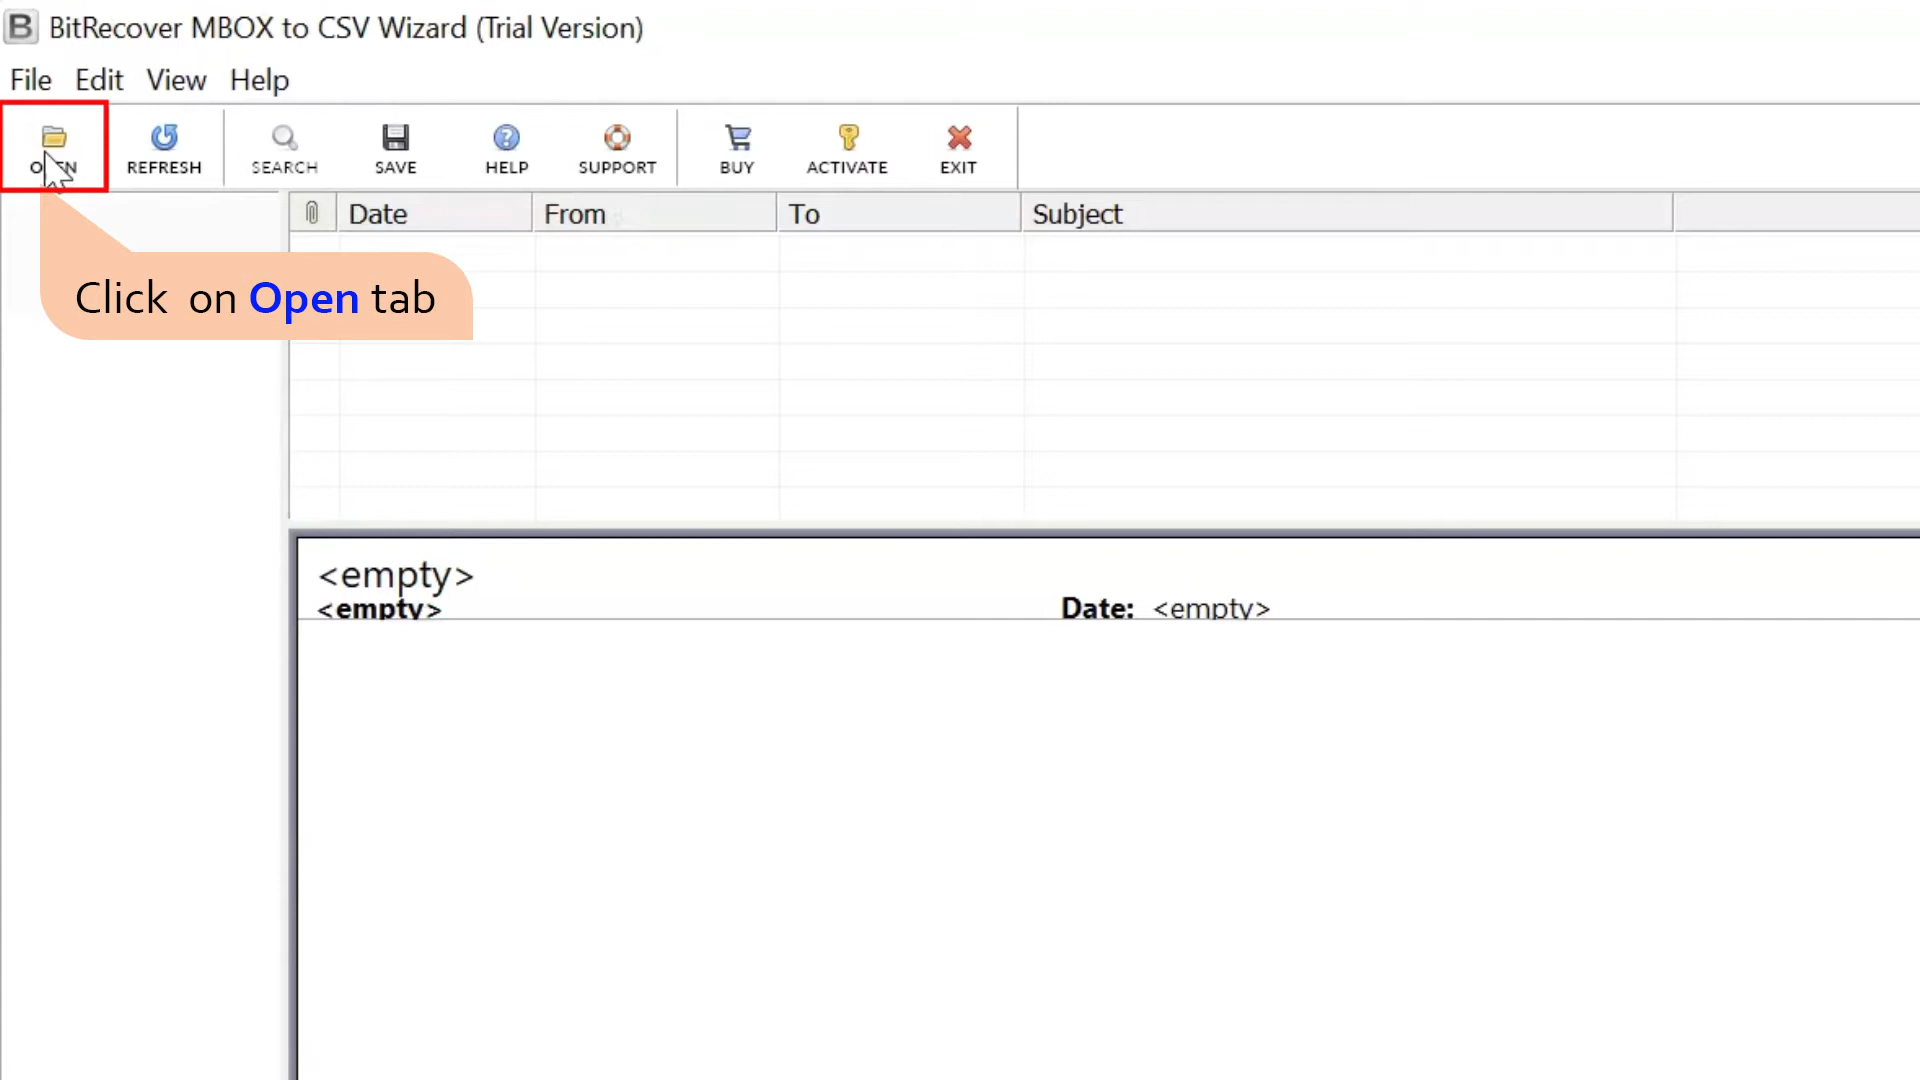 B BitRecover MBOX to CSV Wizard (Trial Version)
File Edit View Help
OPEN REFRESH SEARCH SAVE HELP SUPPORT BUY ACTIVATE EXIT
Date From To Subject
Click on Open tab
<empty>
<empty> Date: <empty>